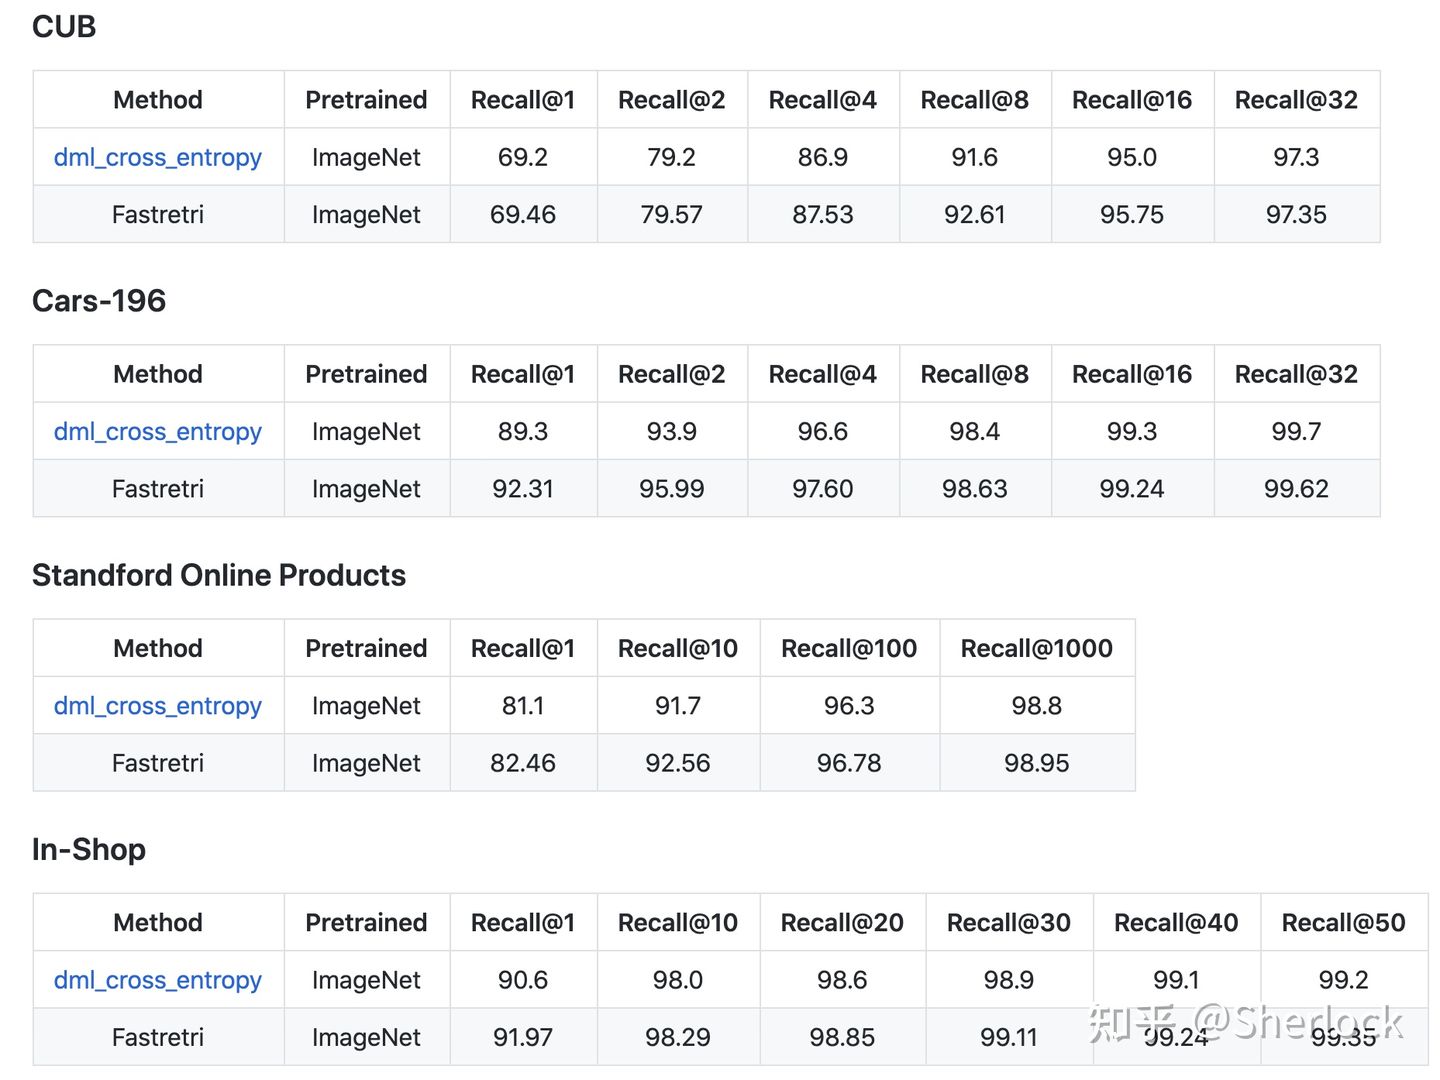 CUB
Method Pretrained Recall@1 Recall@2 Recall@4 Recall@8 Recall@16 Recall@32
dml_cross_entropy ImageNet 69.2 79.2 86.9 91.6 95.0 97.3
Fastretri ImageNet 69.46 79.57 87.53 92.61 95.75 97.35
Cars-196
Method Pretrained Recall@1 Recall@2 Recall@4 Recall@8 Recall@16 Recall@32
dml_cross_entropy ImageNet 89.3 93.9 96.6 98.4 99.3 99.7
Fastretri ImageNet 92.31 95.99 97.60 98.63 99.24 99.62
Standford Online Products
Method Pretrained Recall@1 Recall@10 Recall@100 Recall@1000
dml_cross_entropy ImageNet 81.1 91.7 96.3 98.8
Fastretri ImageNet 82.46 92.56 96.78 98.95
In-Shop
Method Pretrained Recall@1 Recall@10 Recall@20 Recall@30 Recall@40 Recall@50
dml_cross_entropy ImageNet 90.6 98.0 98.6 98.9 99.1 99.2
Fastretri ImageNet 91.97 98.29 98.85 99.11 99.24 99.35
知乎 @Sherlock